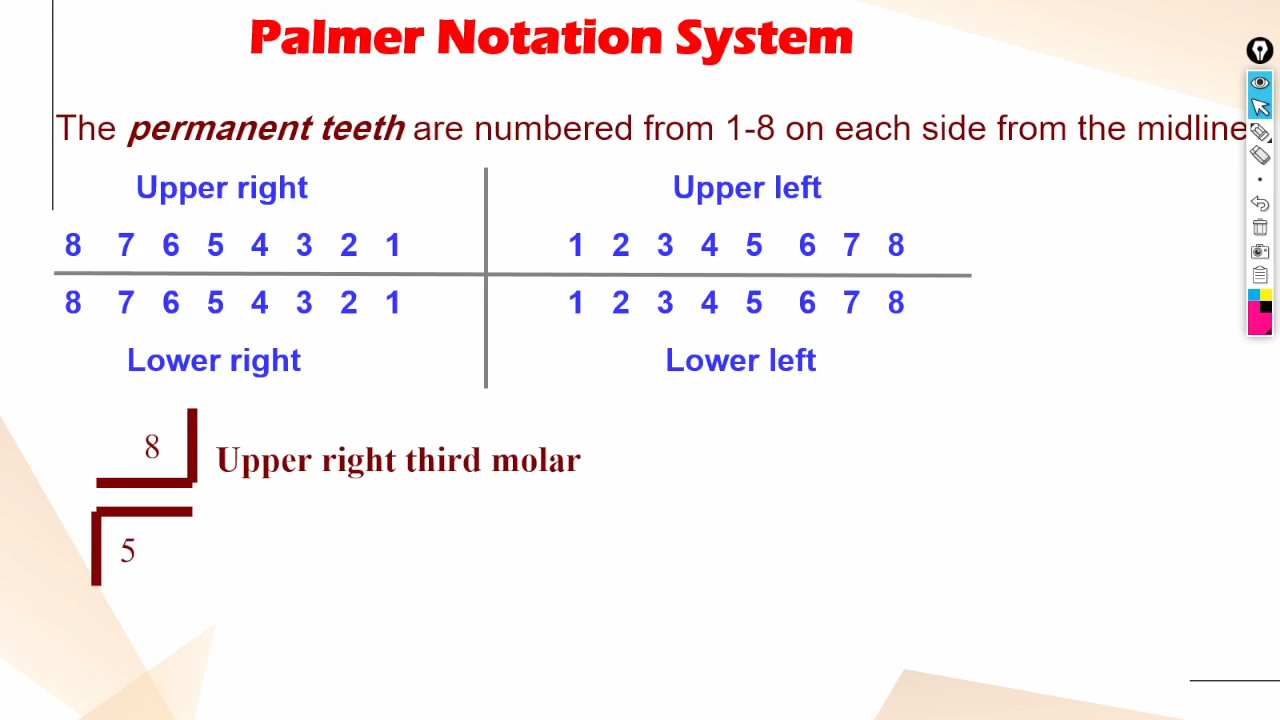 Palmer Notation System
The permanent teeth are numbered from 1-8 on each side from the midline
Upper right Upper left
8 7 6 5 4 3 2 1 1 2 3 4 5 6 7 8
8 7 6 5 4 3 2 1 1 2 3 4 5 6 7 8
Lower right Lower left
8 Upper right third molar
5